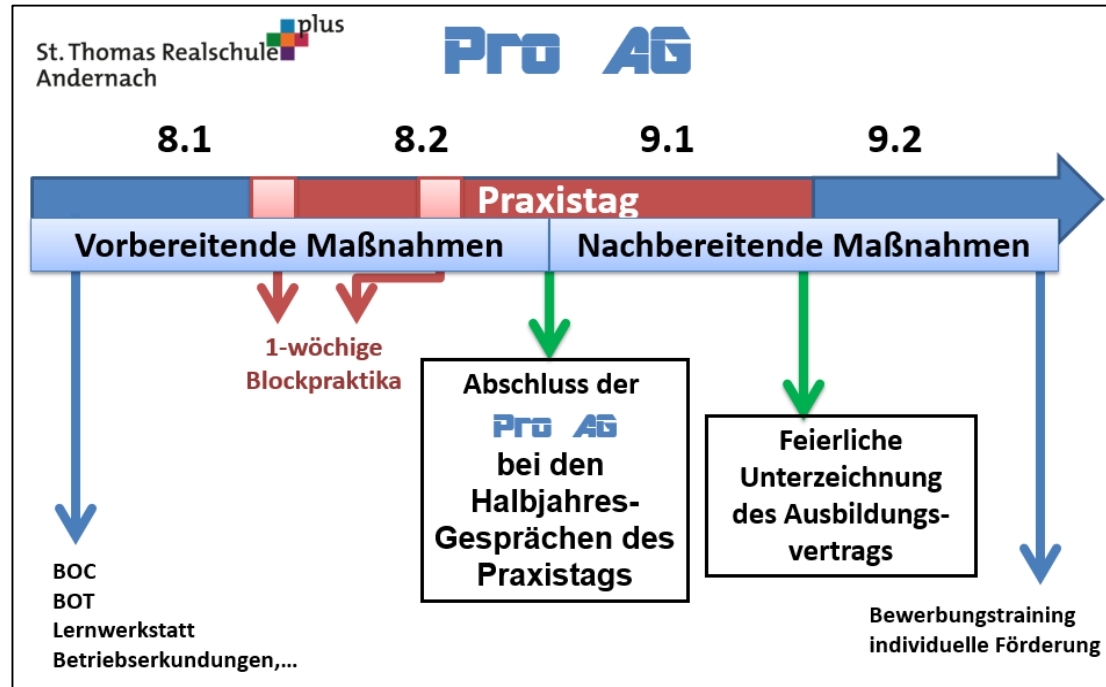 plus
St. Thomas Realschule
Andernach
Pro AG
8.1 8.2 9.1 9.2
Praxistag
Vorbereitende Maßnahmen Nachbereitende Maßnahmen
1-wöchige
Blockpraktika
Abschluss der
Pro AG
bei den
Halbjahres-
Gesprächen des
Praxistags
Feierliche
Unterzeichnung
des Ausbildungs-
vertrags
BOC
BOT
Lernwerkstatt
Betriebserkundungen,...
Bewerbungstraining
individuelle Förderung